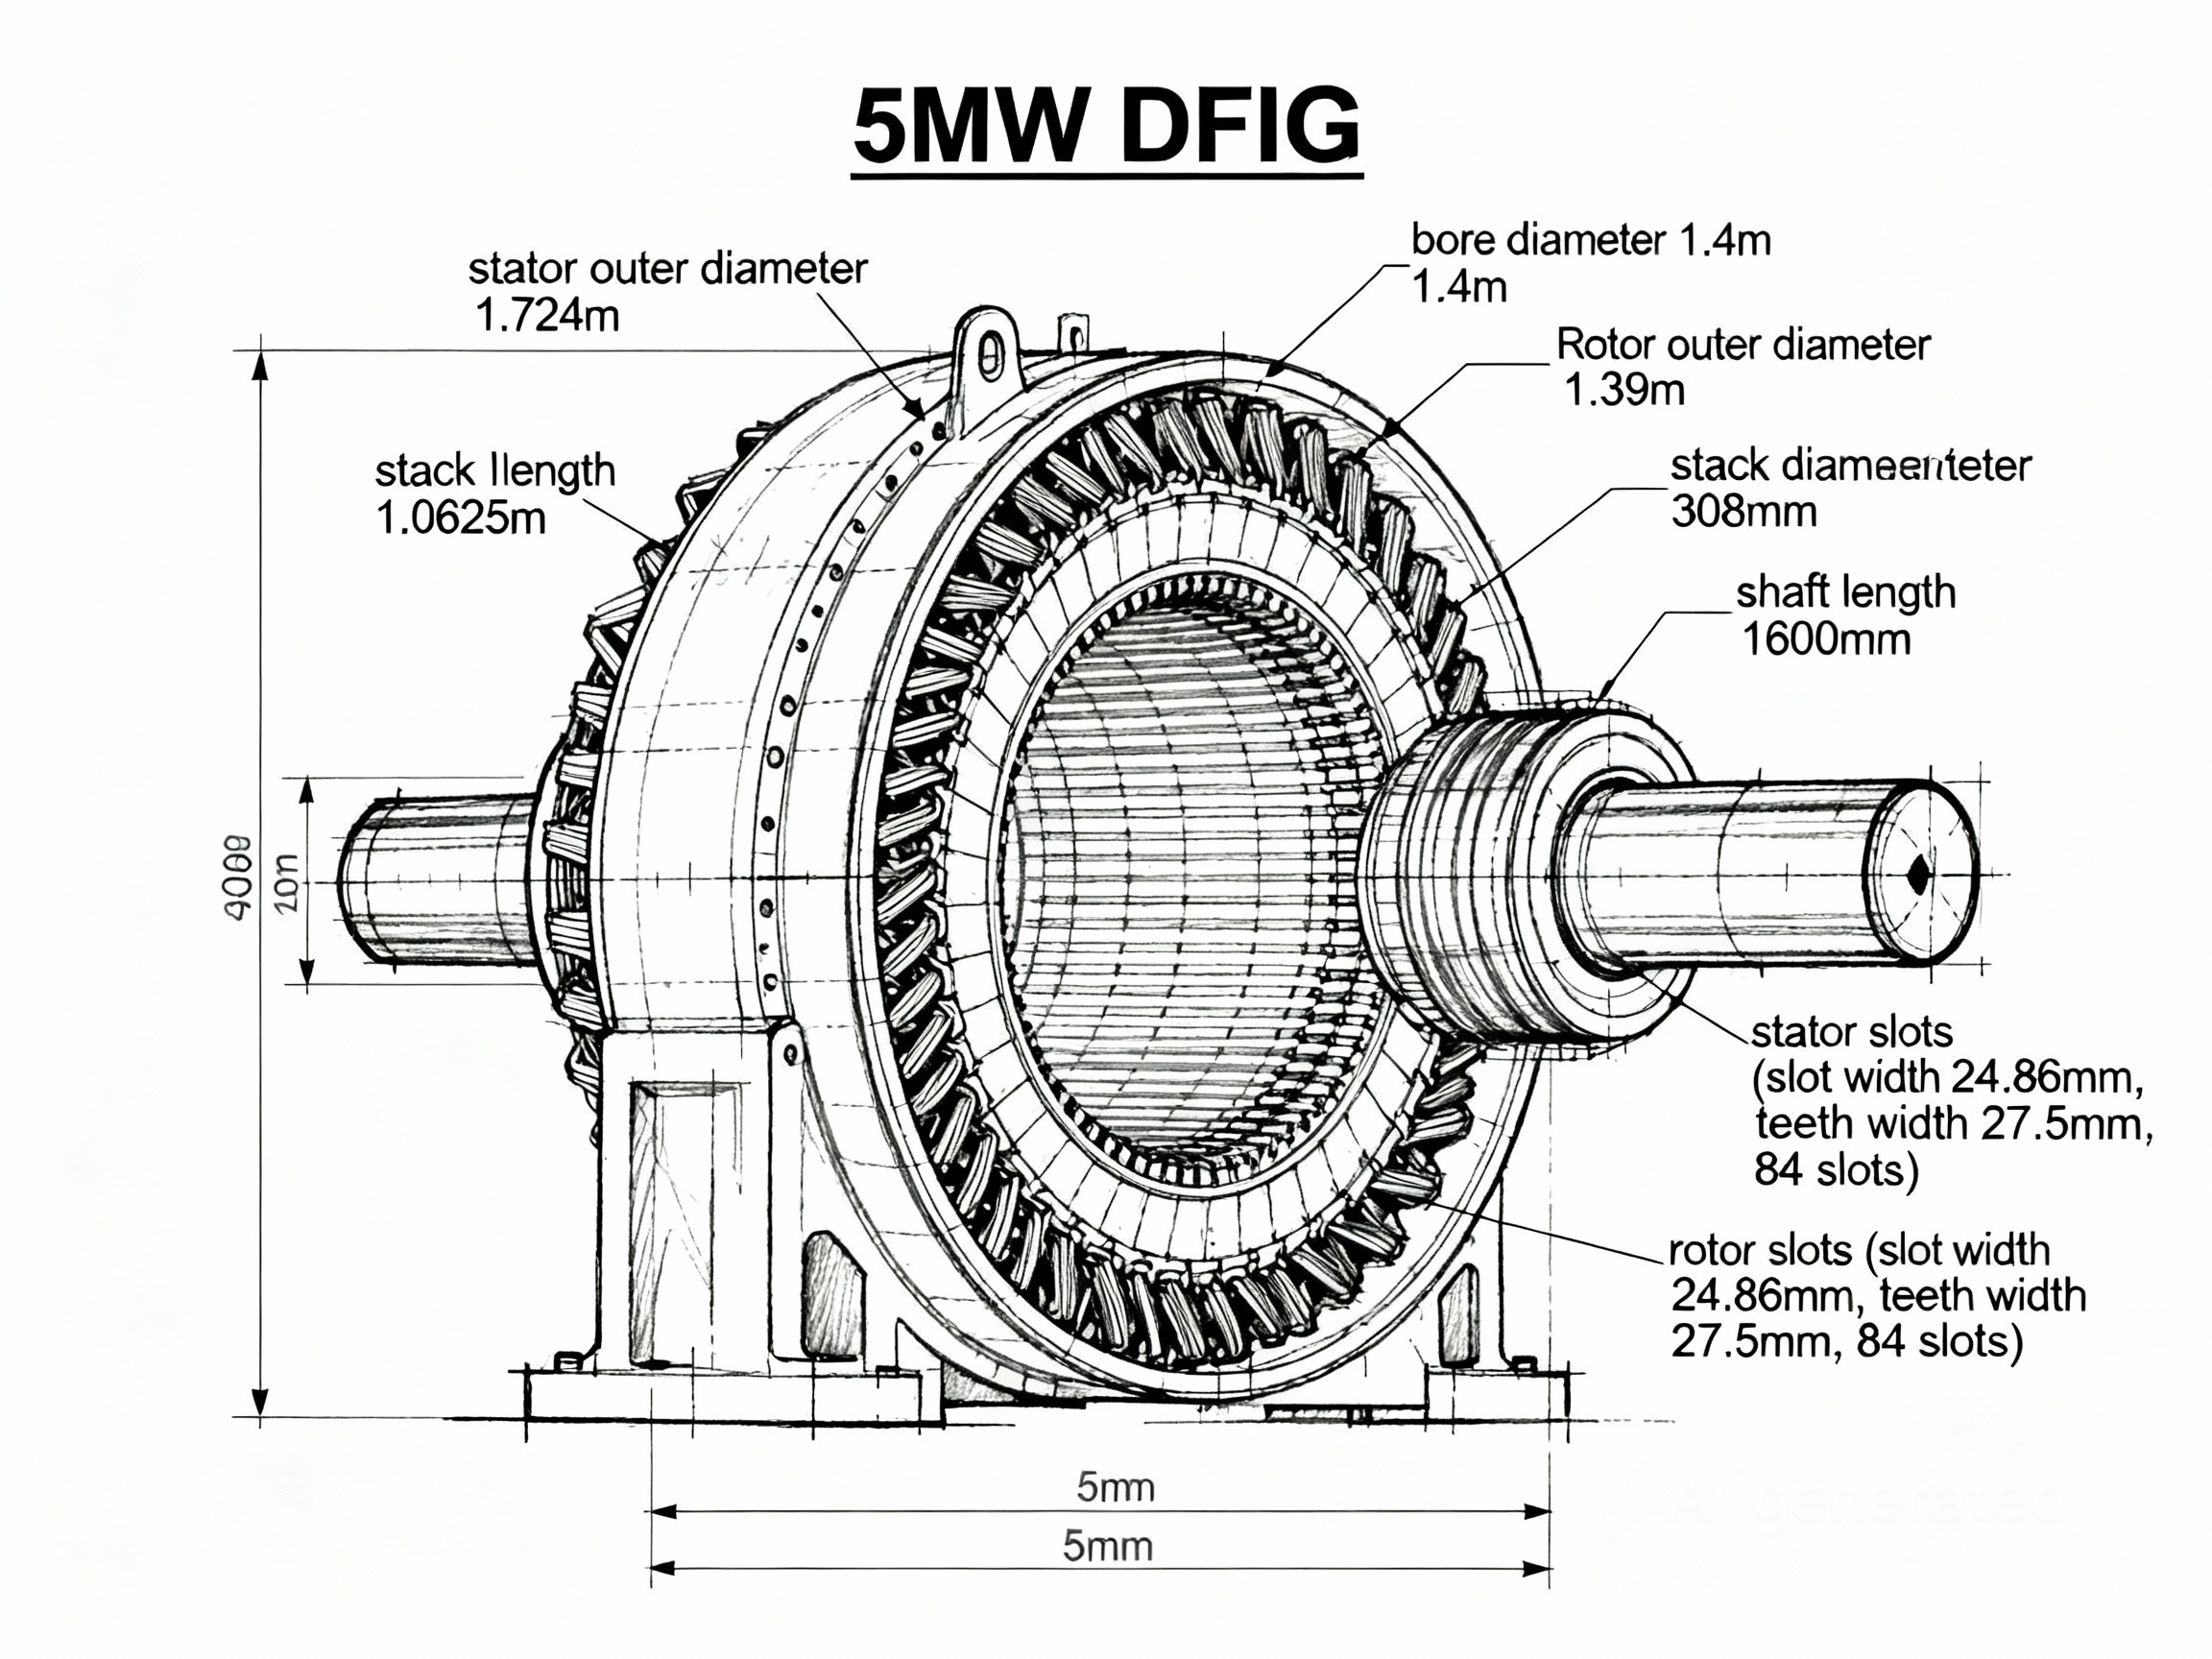 5MW DFIG
stator outer diameter
1.724m
bore diameter 1.4m
1.4m
Rotor outer diameter
1.39m
stack llength
1.0625m
308mm
shaft length
1600mm
stator slots
(slot width 24.86mm,
teeth width 27.5mm,
84 slots)
rotor slots (slot width
24.86mm, teeth width
27.5mm, 84 slots)
5mm
5mm
AI generated